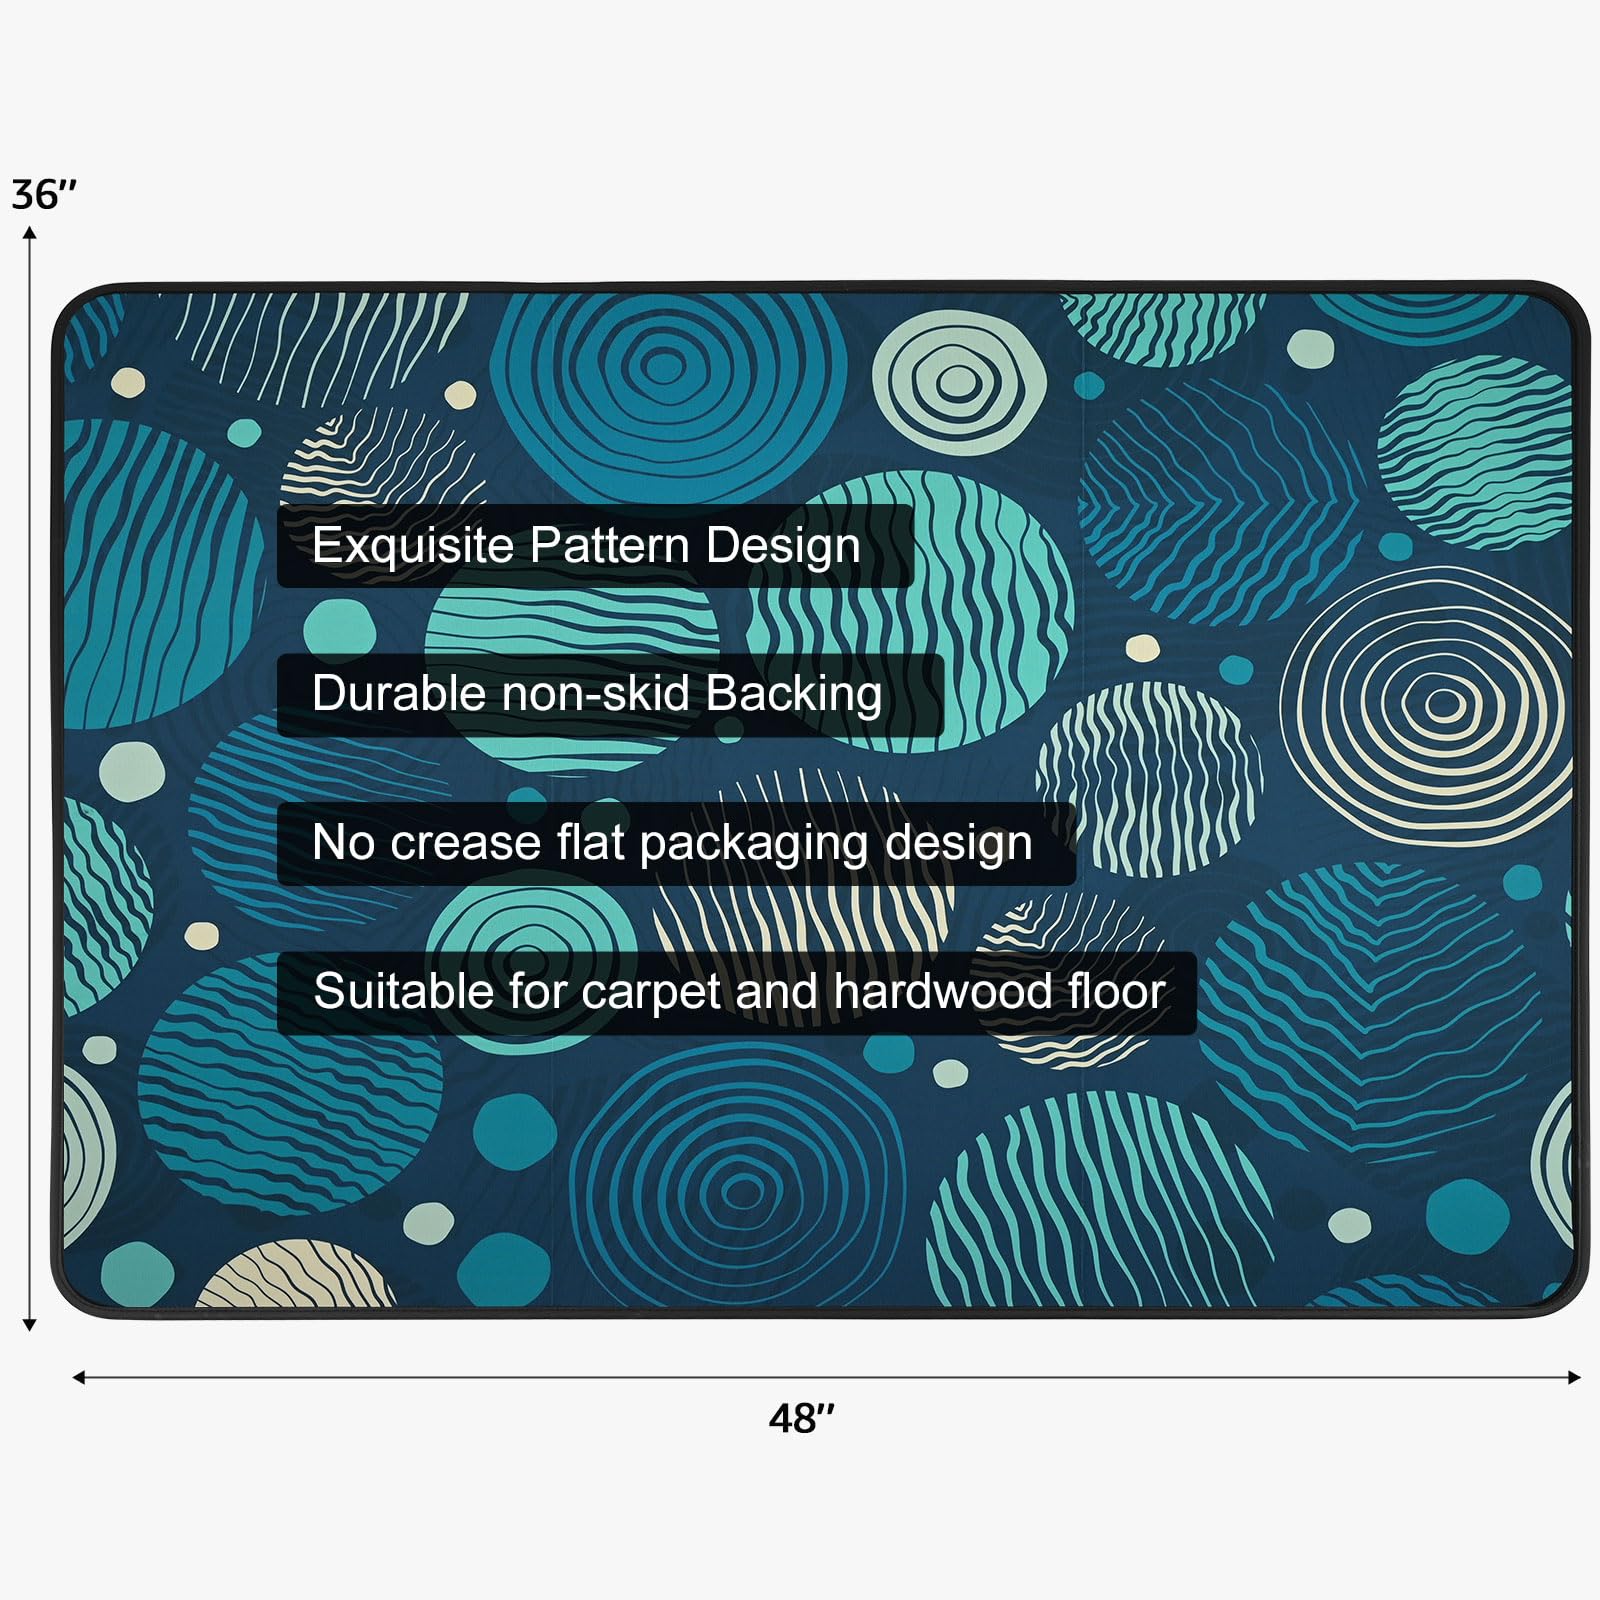 36″
Exquisite Pattern Design
Durable non-skid Backing
No crease flat packaging design
Suitable for carpet and hardwood floor
48″